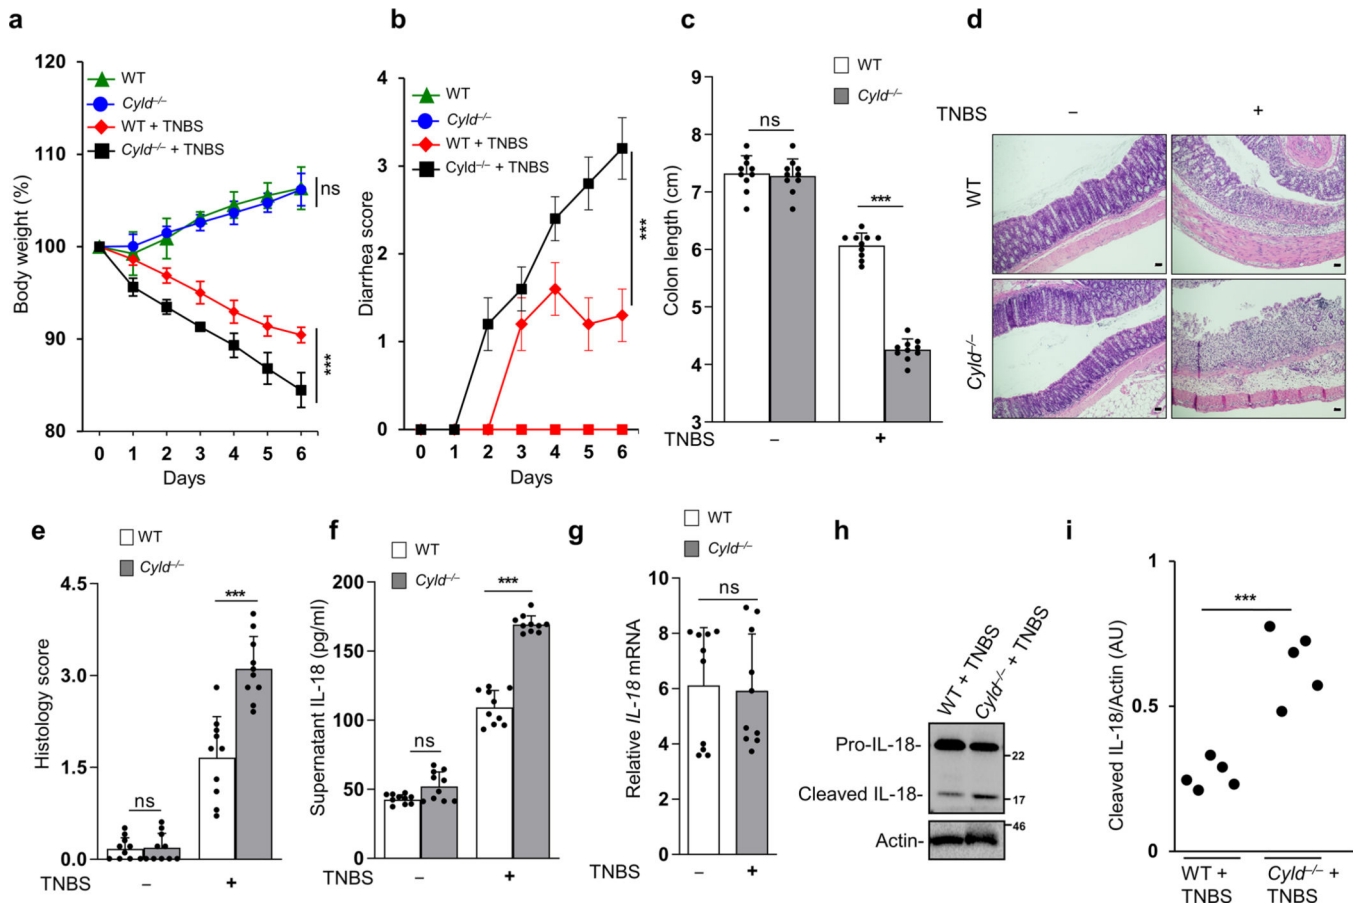 a
Body weight (%)
120
110
100
90
80
WT
Cyld–/–
WT + TNBS
Cyld–/– + TNBS
ns
***
0 1 2 3 4 5 6
Days
b
Diarrhea score
4
3
2
1
0
WT
Cyld–/–
WT + TNBS
Cyld–/– + TNBS
***
0 1 2 3 4 5 6
Days
c
WT
Cyld–/–
Colon length (cm)
9
8
7
6
5
4
3
ns
***
TNBS – +
d
TNBS – +
WT
Cyld–/–
e
WT
Cyld–/–
Histology score
4.5
3.0
1.5
0.0
ns
***
TNBS – +
f
WT
Cyld–/–
Supernatant IL-18 (pg/ml)
200
150
100
50
0
ns
***
TNBS – +
g
WT
Cyld–/–
Relative IL-18 mRNA
10
8
6
4
2
0
ns
TNBS – +
h
WT + TNBS
Cyld–/– + TNBS
Pro-IL-18-
Cleaved IL-18-
Actin-
22
17
46
i
Cleaved IL-18/Actin (AU)
1
0.5
0
***
WT +
TNBS
Cyld–/– +
TNBS